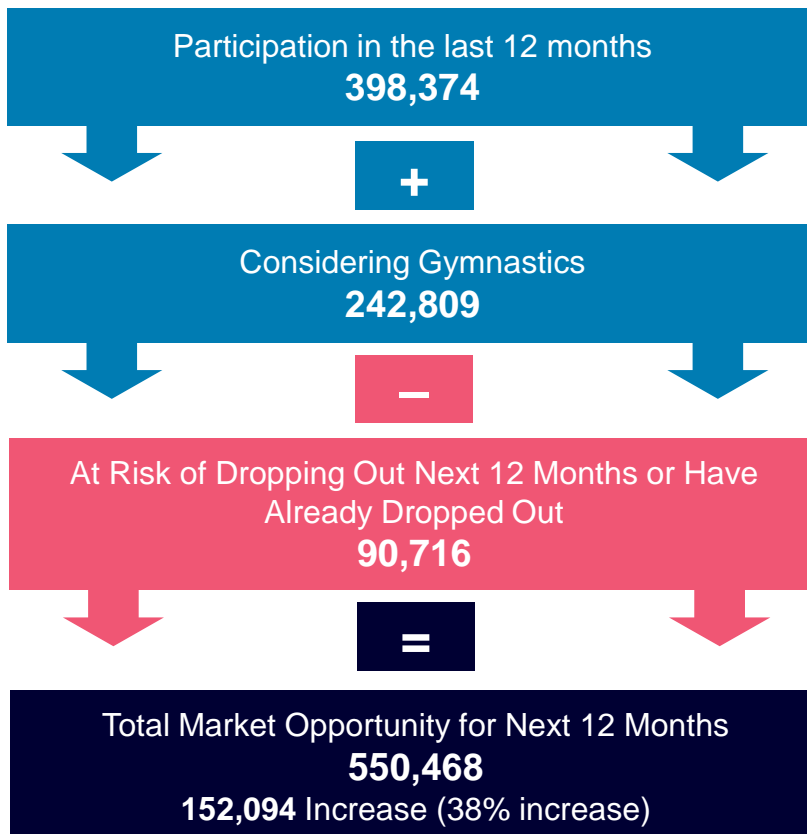 Participation in the last 12 months
398,374
+
Considering Gymnastics
242,809
–
At Risk of Dropping Out Next 12 Months or Have
Already Dropped Out
90,716
=
Total Market Opportunity for Next 12 Months
550,468
152,094 Increase (38% increase)